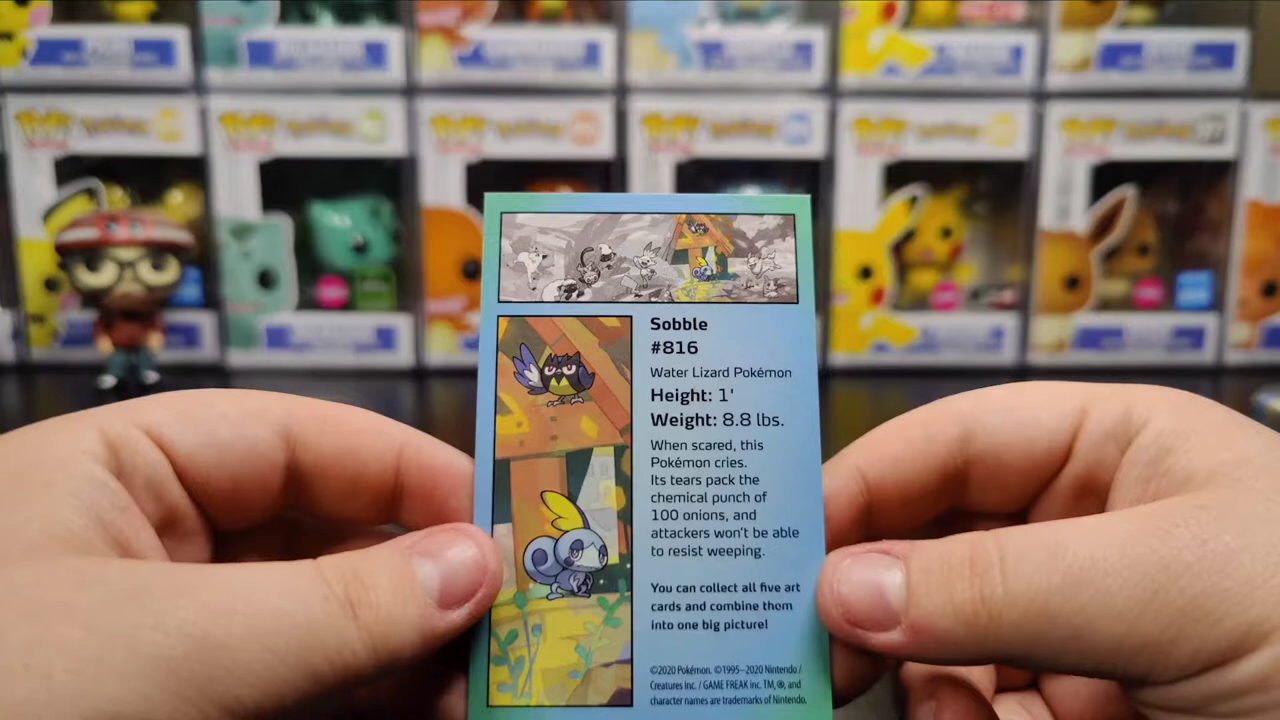 Sobble
#816
Water Lizard Pokémon
Height: 1'
Weight: 8.8 lbs.
When scared, this
Pokémon cries.
Its tears pack the
chemical punch of
100 onions, and
attackers won't be able
to resist weeping.
You can collect all five art
cards and combine them
into one big picture!
©2020 Pokémon. ©1995–2020 Nintendo /
Creatures Inc. / GAME FREAK inc. TM, ®, and
character names are trademarks of Nintendo.